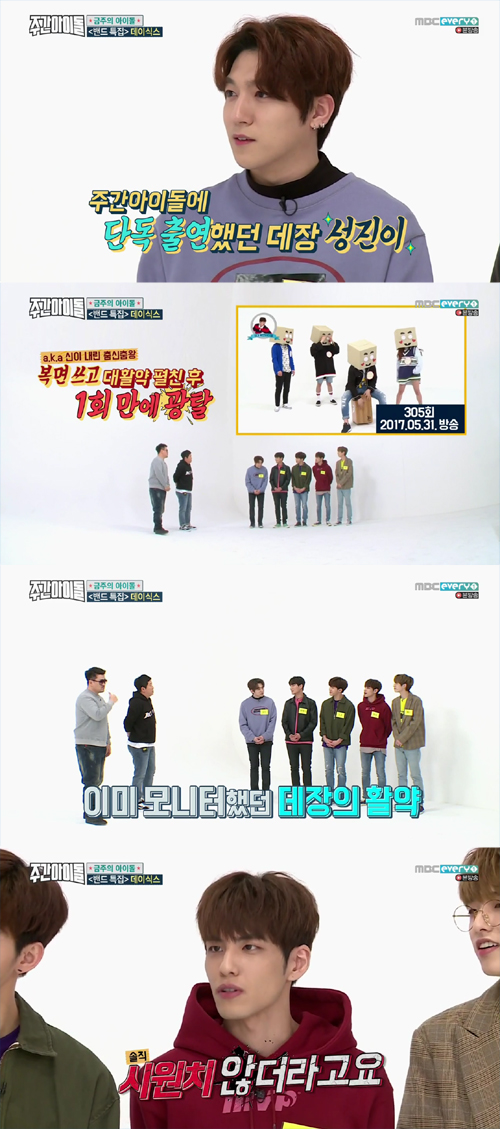 주간아이돌
금주의 아이돌
<밴드 특집> 데이식스
MBC every1
본방송
주간아이돌에
단독 출연했던 데장 성진이
주간아이돌
금주의 아이돌
<밴드 특집> 데이식스
MBC every1
본방송
a.k.a 신이 내린 춤신춤왕
복면 쓰고 대활약 펼친 후
1회 만에 광탈
305회
2017.05.31. 방송
주간아이돌
금주의 아이돌
<밴드 특집> 데이식스
MBC every1
본방송
이미 모니터했던 데장의 활약
주간아이돌
금주의 아이돌
<밴드 특집> 데이식스
MBC every1
본방송
솔직
시원치 않더라고요
MVP